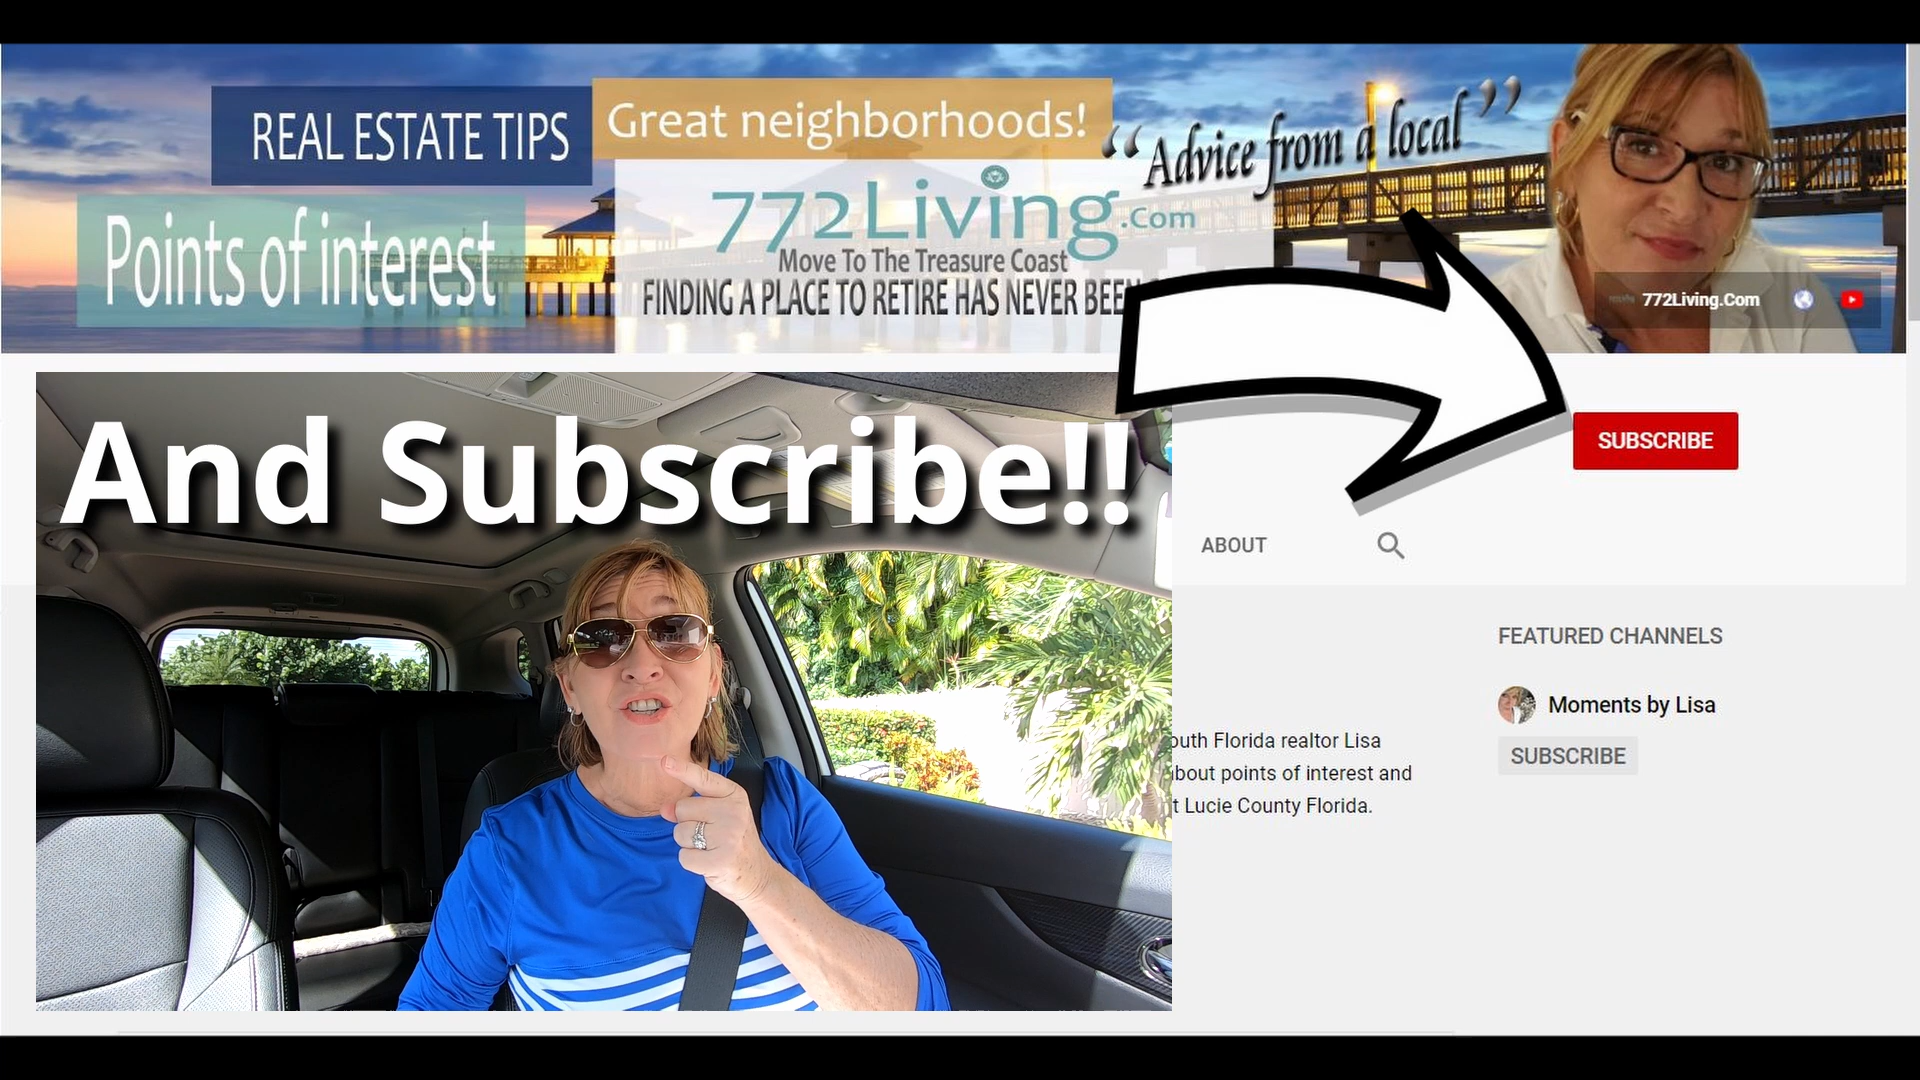 REAL ESTATE TIPS
Great neighborhoods!
“Advice from a local”
Points of interest
772Living.Com
Move To The Treasure Coast
FINDING A PLACE TO RETIRE HAS NEVER BEEN
772Living.Com
And Subscribe!!
SUBSCRIBE
ABOUT
FEATURED CHANNELS
Moments by Lisa
SUBSCRIBE
outh Florida realtor Lisa
bout points of interest and
t Lucie County Florida.